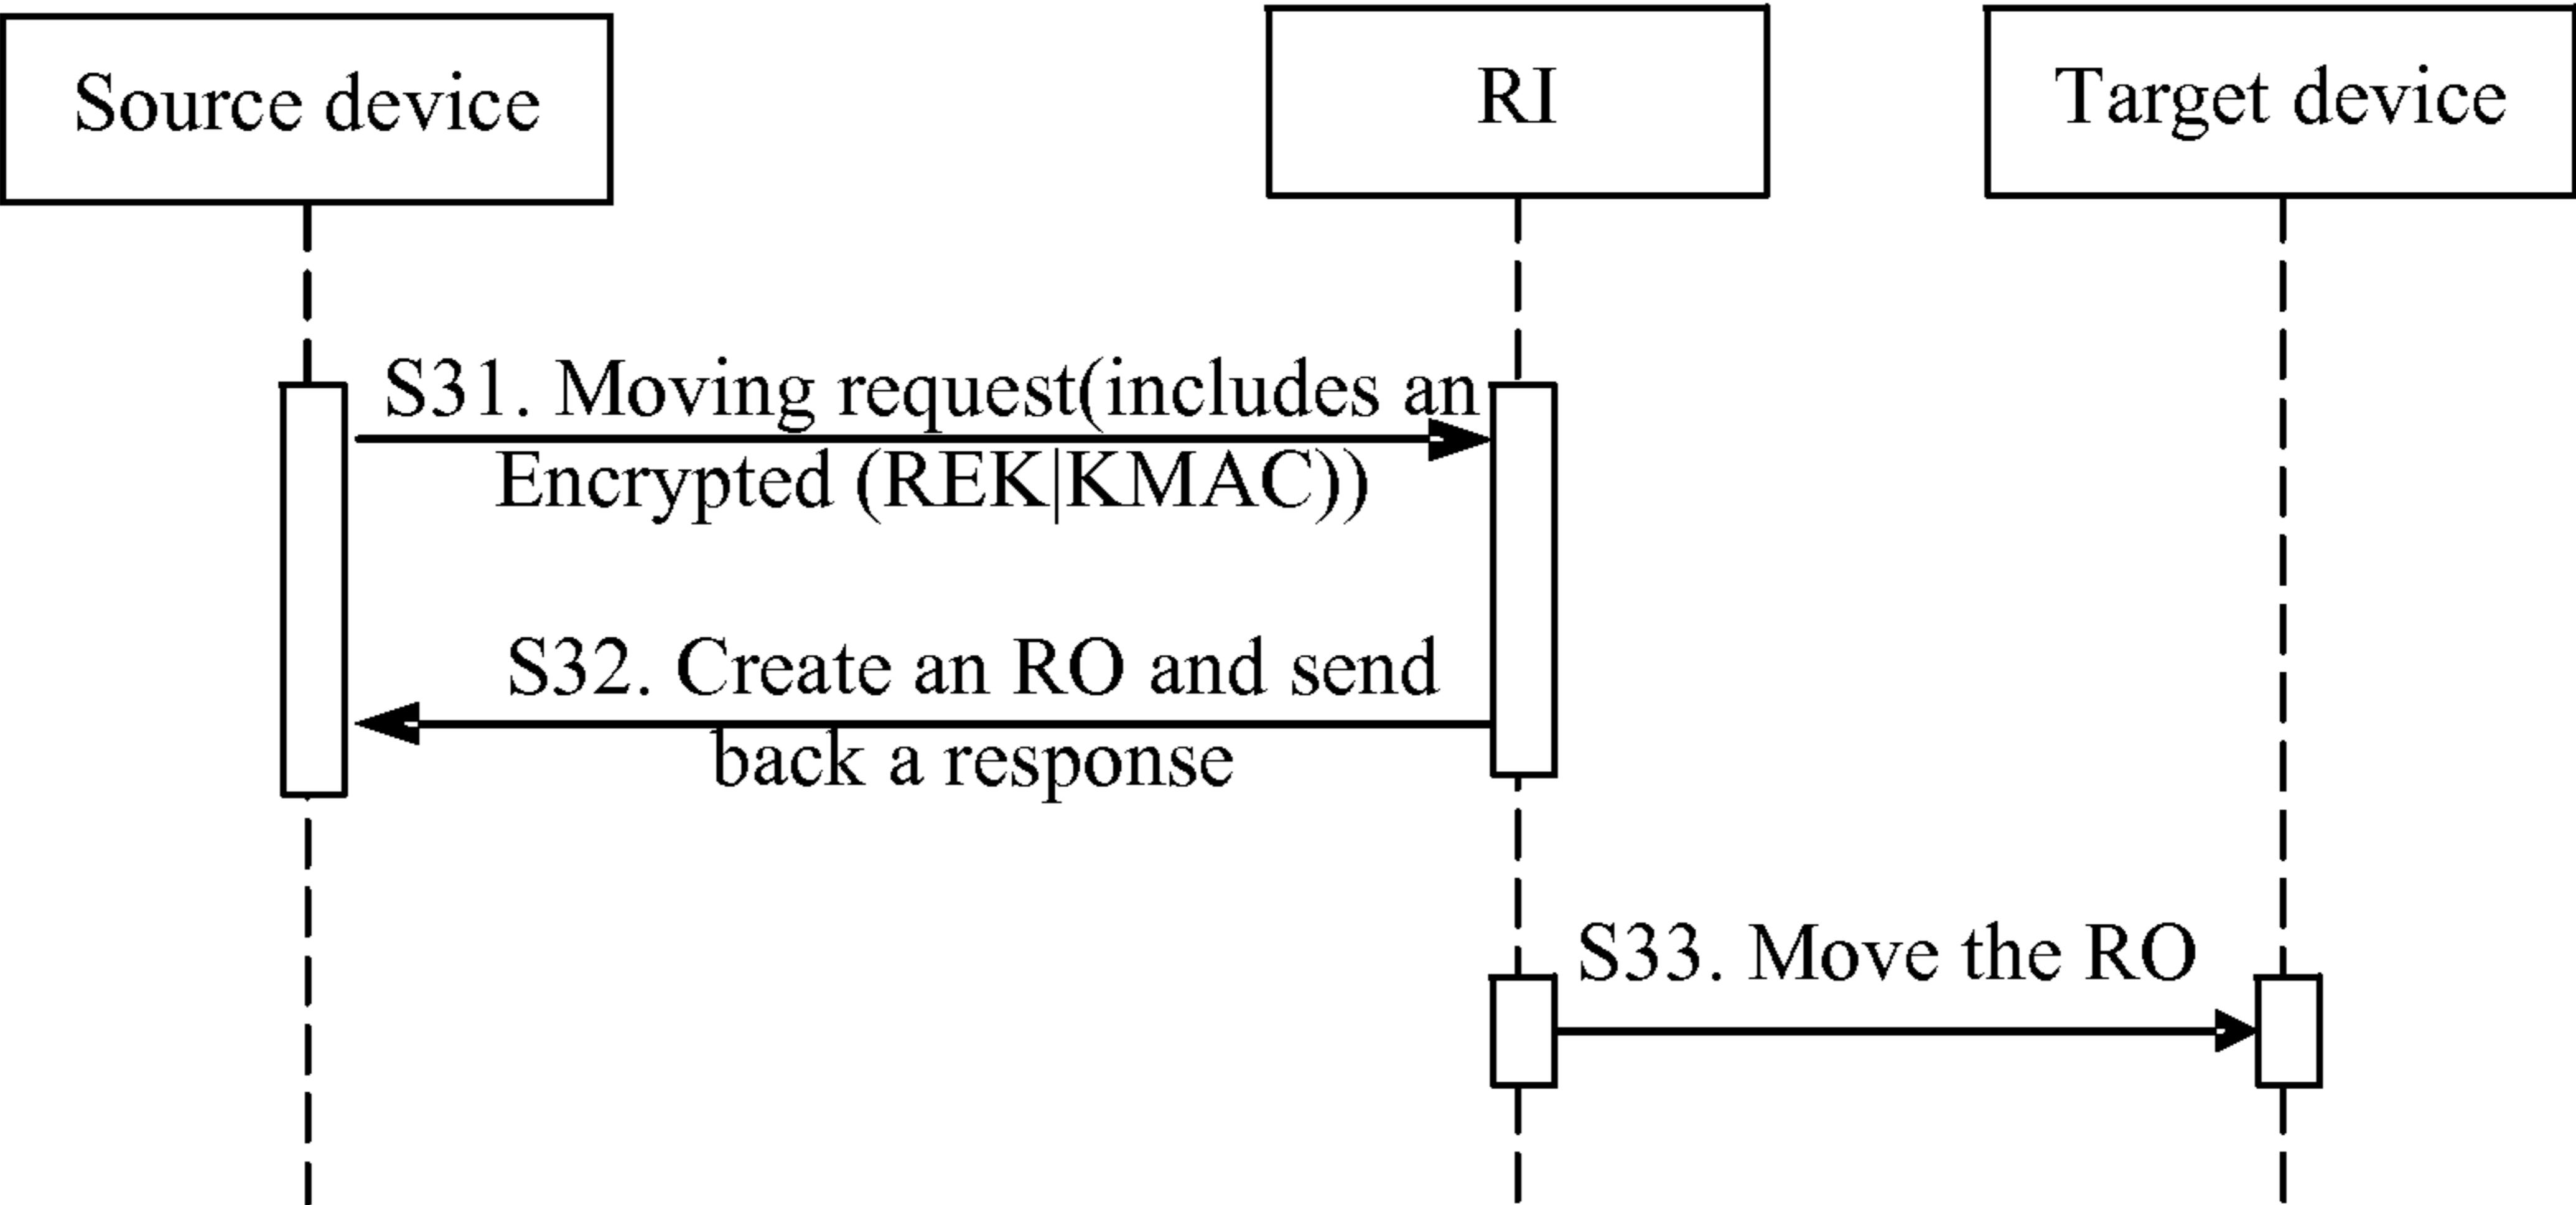 Source device
RI
Target device
S31. Moving request(includes an
Encrypted (REK|KMAC))
S32. Create an RO and send
back a response
S33. Move the RO